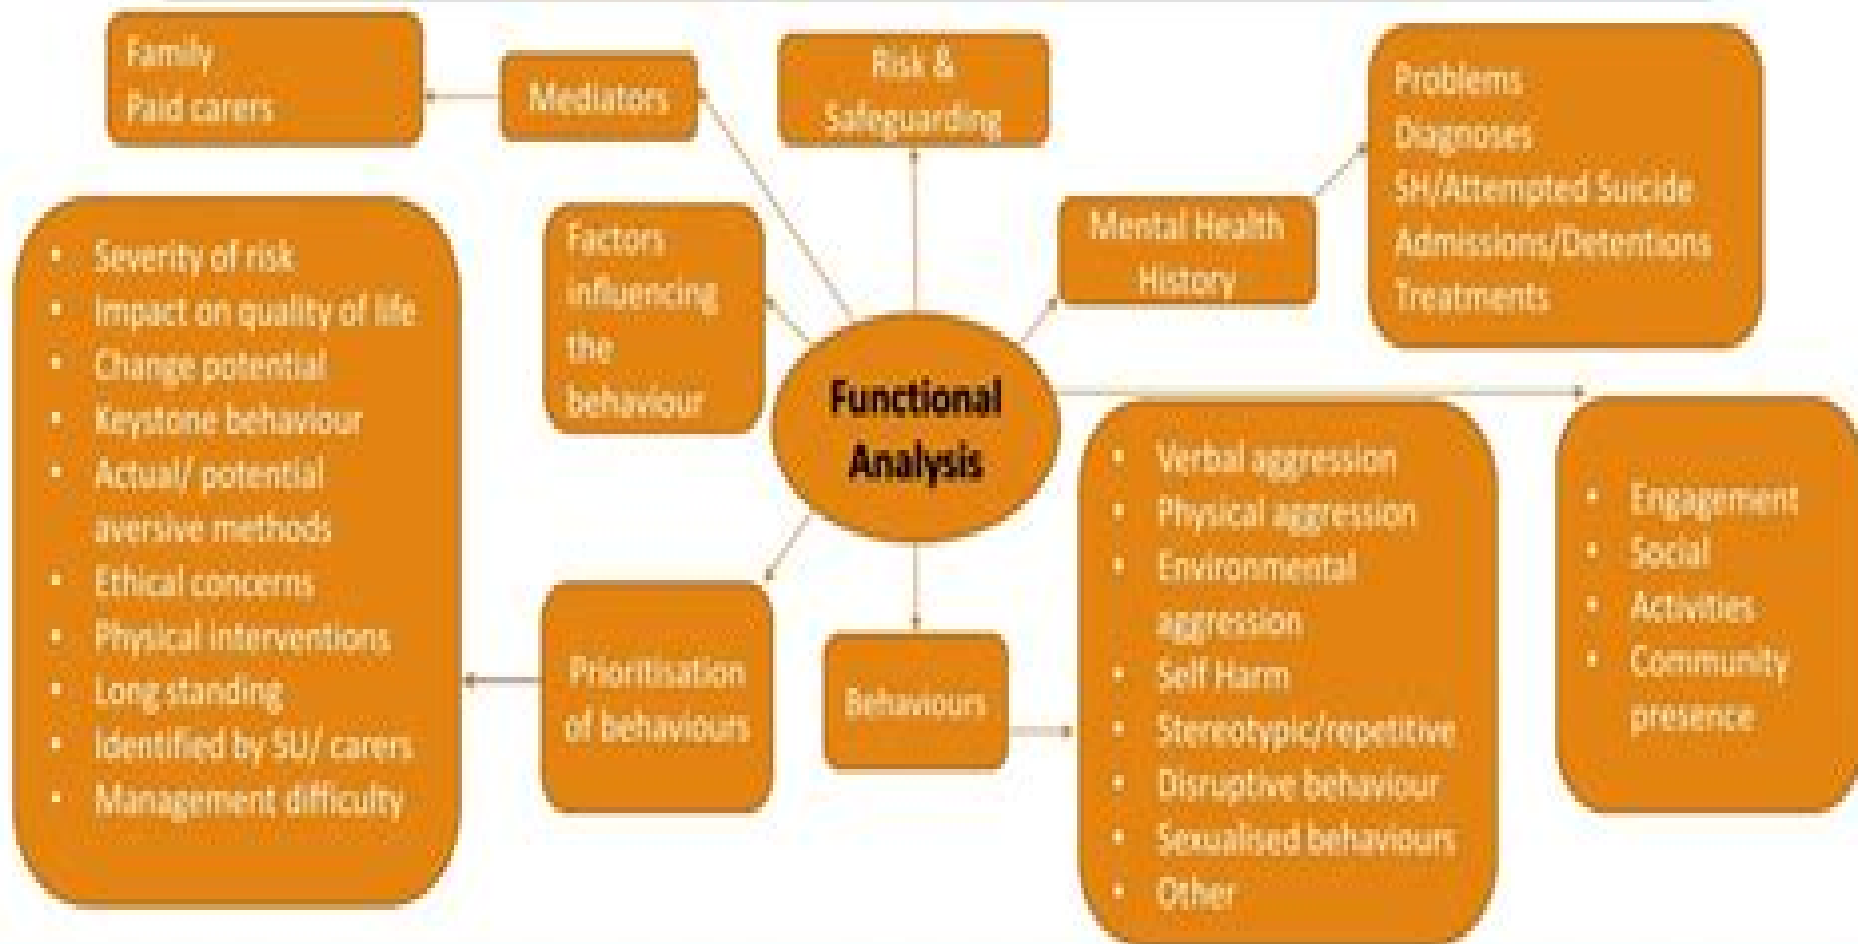 Family
Paid carers
Mediators
Risk &
Safeguarding
Problems
Diagnoses
SH/Attempted Suicide
Admissions/Detentions
Treatments
Mental Health
History
Factors
influencing
the
behaviour
• Severity of risk
• Impact on quality of life
• Change potential
• Keystone behaviour
• Actual/ potential
aversive methods
• Ethical concerns
• Physical interventions
• Long standing
• Identified by SU/ carers
• Management difficulty
Functional
Analysis
Prioritisation
of behaviours
Behaviours
• Verbal aggression
• Physical aggression
• Environmental
aggression
• Self Harm
• Stereotypic/repetitive
• Disruptive behaviour
• Sexualised behaviours
• Other
• Engagement
• Social
• Activities
• Community
presence